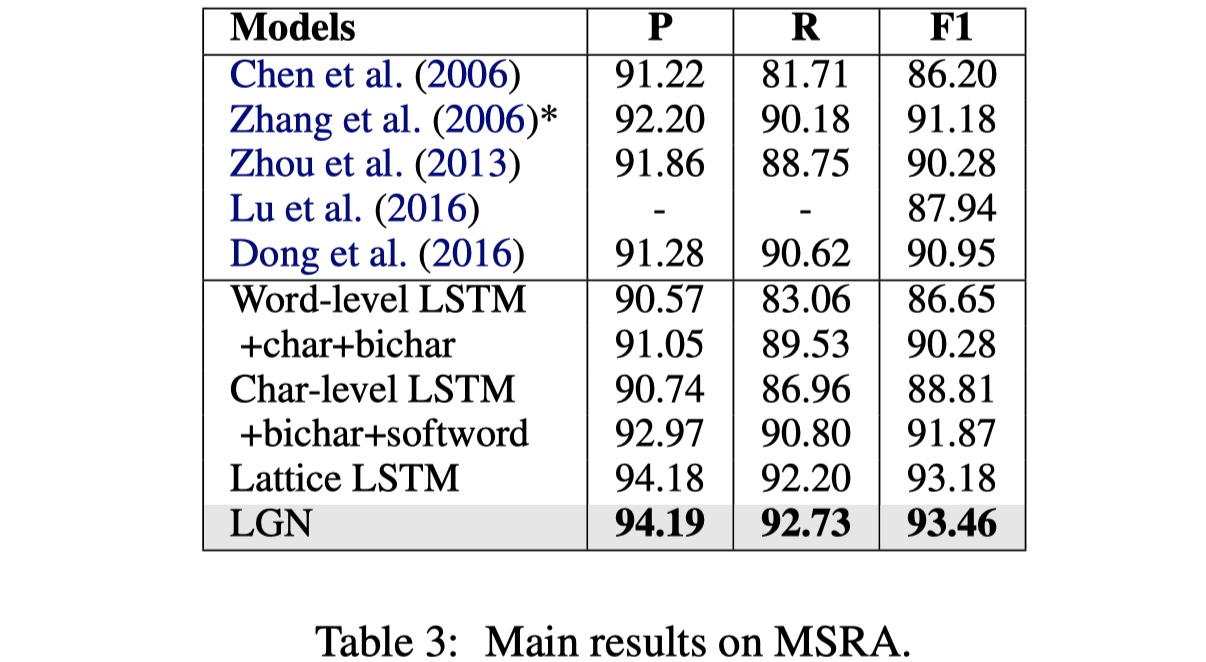 Models P R F1
Chen et al. (2006) 91.22 81.71 86.20
Zhang et al. (2006)* 92.20 90.18 91.18
Zhou et al. (2013) 91.86 88.75 90.28
Lu et al. (2016) - - 87.94
Dong et al. (2016) 91.28 90.62 90.95
Word-level LSTM 90.57 83.06 86.65
+char+bichar 91.05 89.53 90.28
Char-level LSTM 90.74 86.96 88.81
+bichar+softword 92.97 90.80 91.87
Lattice LSTM 94.18 92.20 93.18
LGN 94.19 92.73 93.46
Table 3: Main results on MSRA.